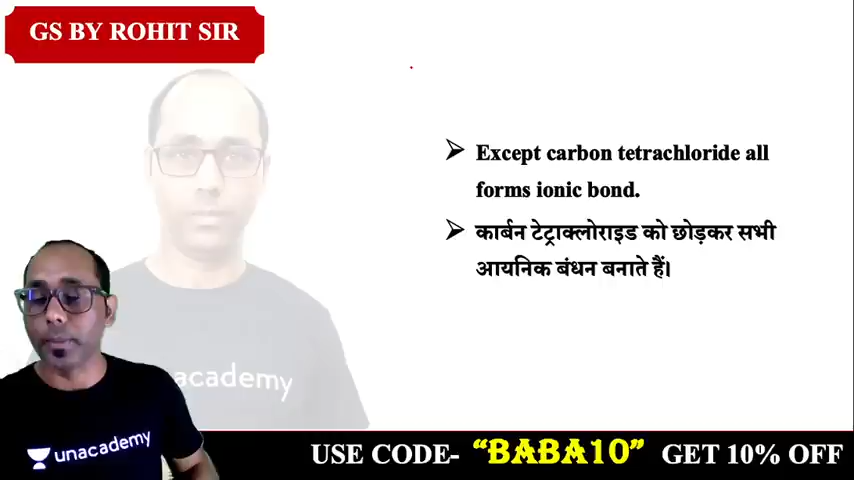 GS BY ROHIT SIR
Except carbon tetrachloride all
forms ionic bond.
कार्बन टेट्राक्लोराइड को छोड़कर सभी
आयनिक बंधन बनाते हैं।
academy
unacademy
USE CODE- “BABA10” GET 10% OFF